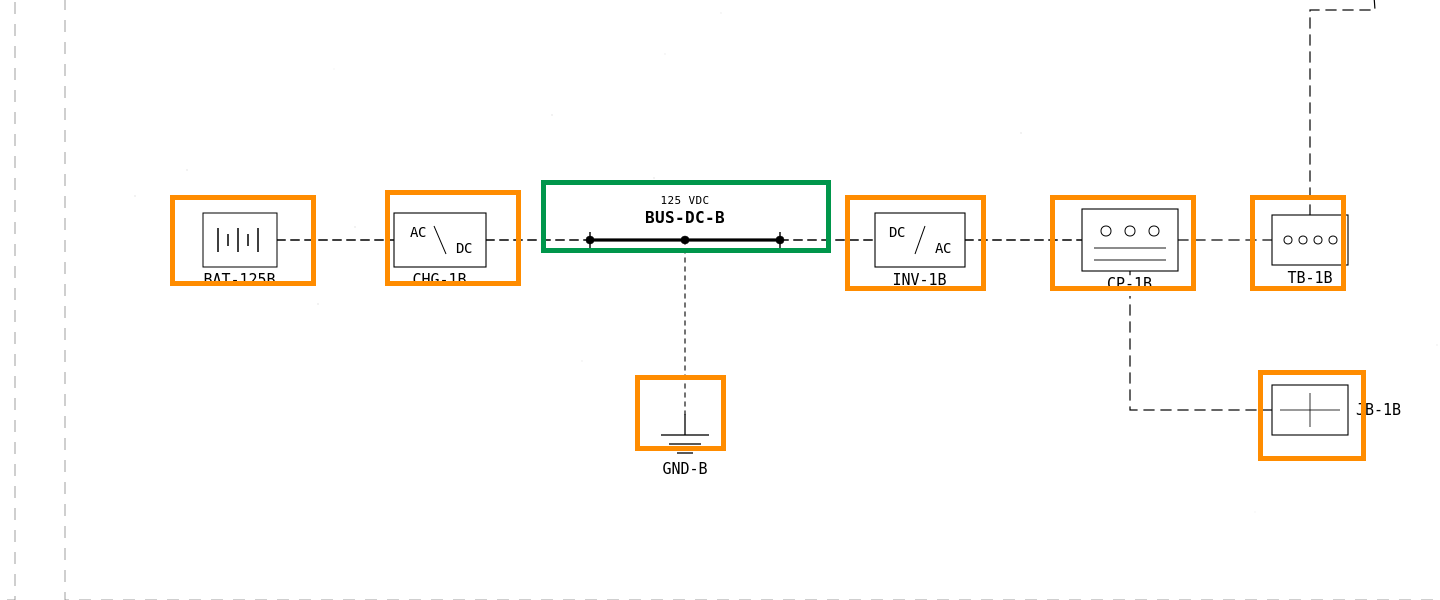 125 VDC
BUS-DC-B
AC
DC
DC
AC
BAT-125B
CHG-1B
INV-1B
CP-1B
TB-1B
JB-1B
GND-B